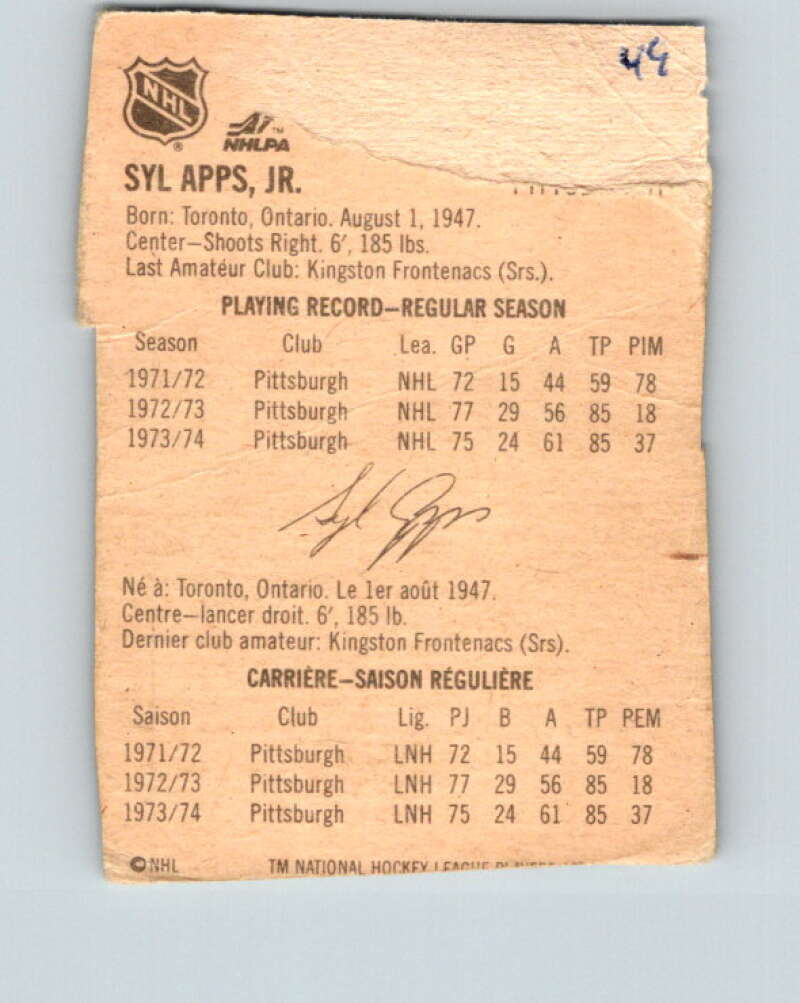 49
NHL
®
TM
NHLPA
SYL APPS, JR.
Born: Toronto, Ontario. August 1, 1947.
Center—Shoots Right. 6', 185 lbs.
Last Amateur Club: Kingston Frontenacs (Srs.).
PLAYING RECORD—REGULAR SEASON
Season Club Lea. GP G A TP PIM
1971/72 Pittsburgh NHL 72 15 44 59 78
1972/73 Pittsburgh NHL 77 29 56 85 18
1973/74 Pittsburgh NHL 75 24 61 85 37
Syl Apps
Né à: Toronto, Ontario. Le 1er août 1947.
Centre—lancer droit. 6', 185 lb.
Dernier club amateur: Kingston Frontenacs (Srs).
CARRIÈRE—SAISON RÉGULIÈRE
Saison Club Lig. PJ B A TP PEM
1971/72 Pittsburgh LNH 72 15 44 59 78
1972/73 Pittsburgh LNH 77 29 56 85 18
1973/74 Pittsburgh LNH 75 24 61 85 37
©NHL TM NATIONAL HOCKEY LEAGUE PLAYERS